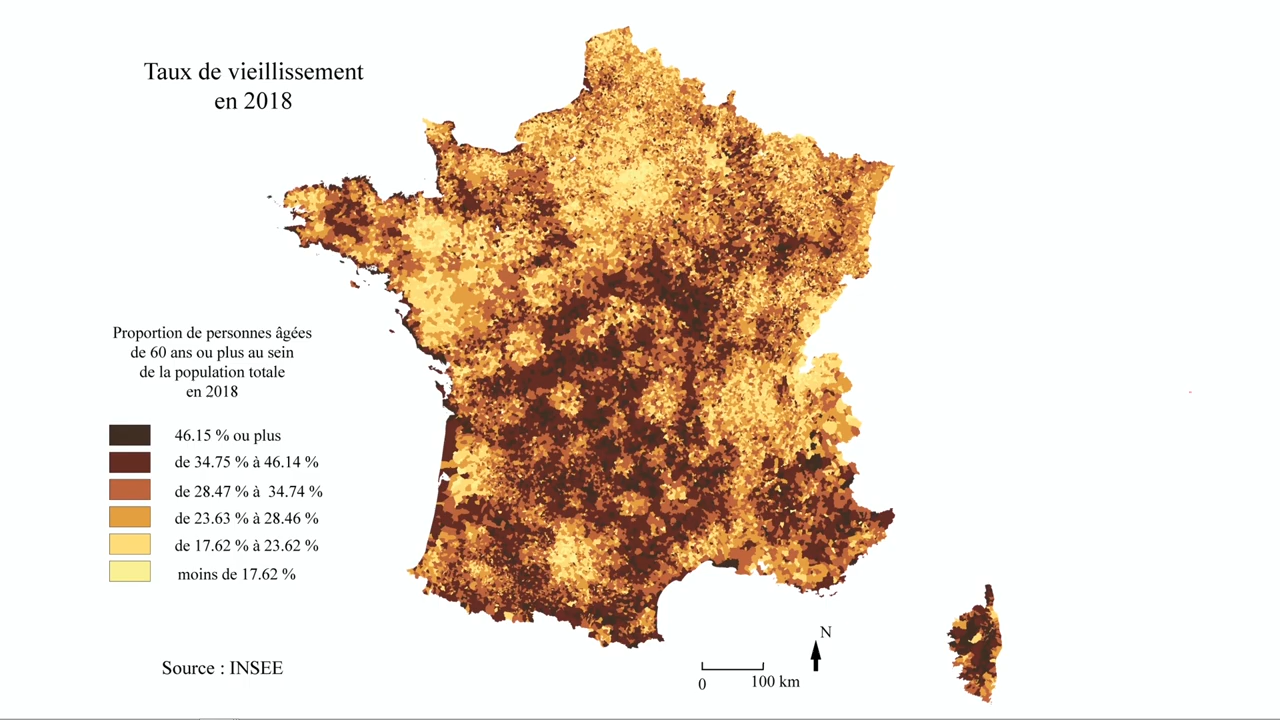 Taux de vieillissement
en 2018
Proportion de personnes âgées
de 60 ans ou plus au sein
de la population totale
en 2018
46.15 % ou plus
de 34.75 % à 46.14 %
de 28.47 % à 34.74 %
de 23.63 % à 28.46 %
de 17.62 % à 23.62 %
moins de 17.62 %
Source : INSEE
N
0
100 km